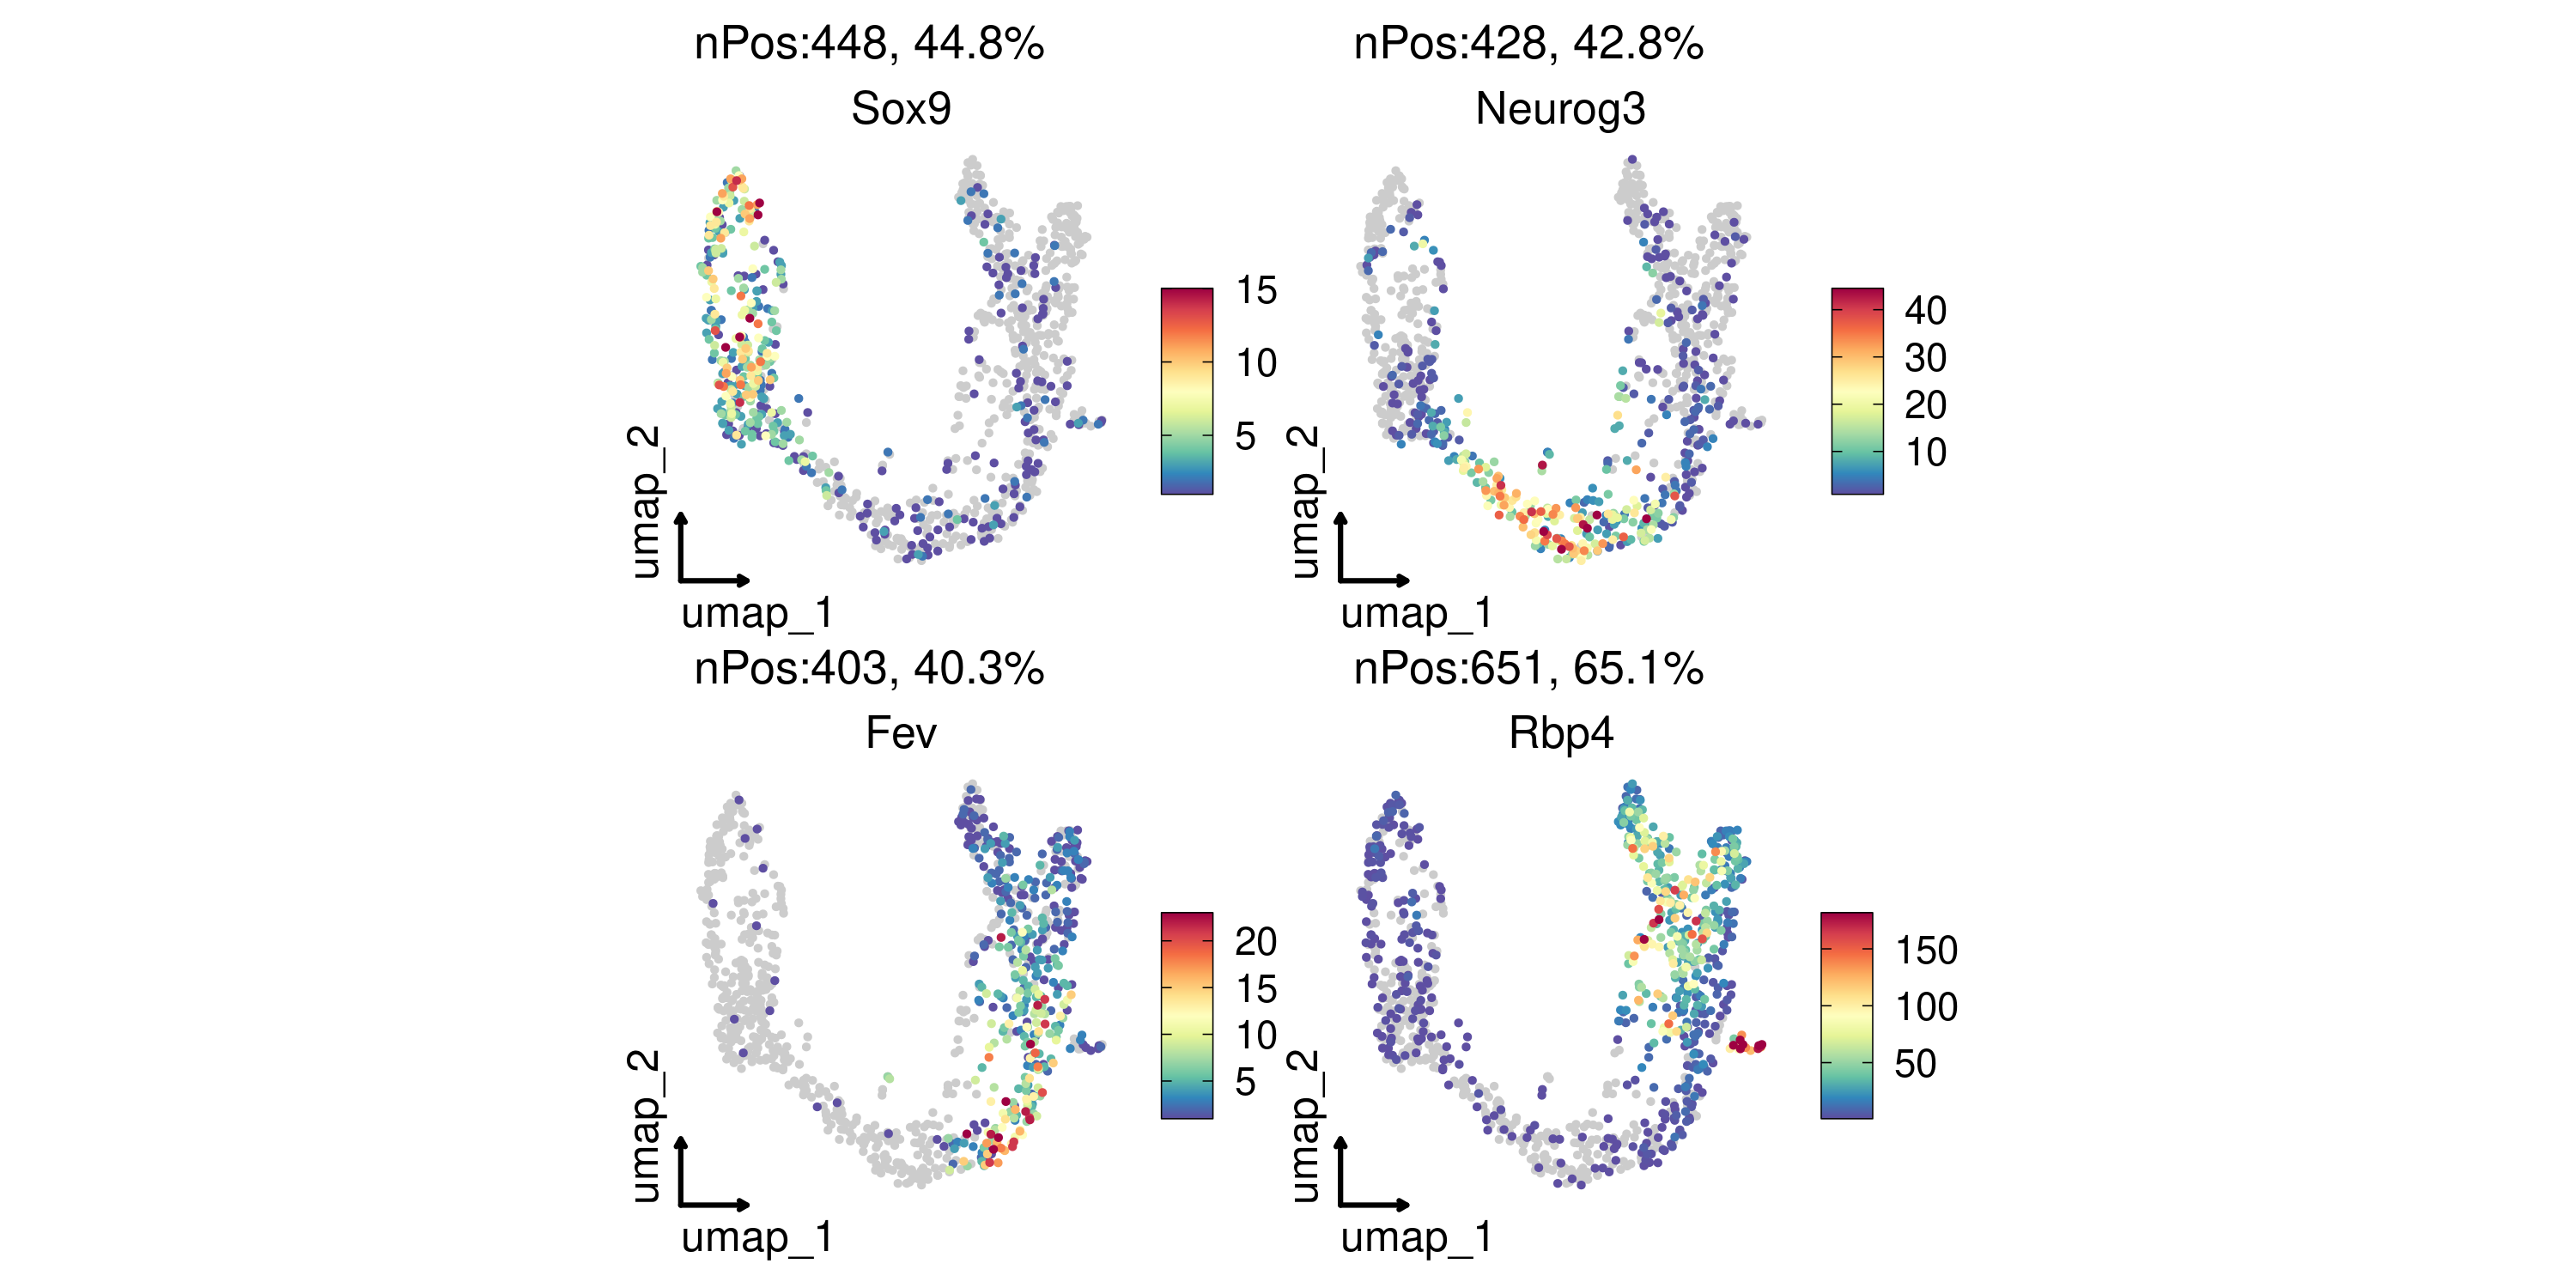 nPos:448, 44.8%
Sox9
15
10
5
umap_2
umap_1
nPos:428, 42.8%
Neurog3
40
30
20
10
umap_2
umap_1
nPos:403, 40.3%
Fev
20
15
10
5
umap_2
umap_1
nPos:651, 65.1%
Rbp4
150
100
50
umap_2
umap_1